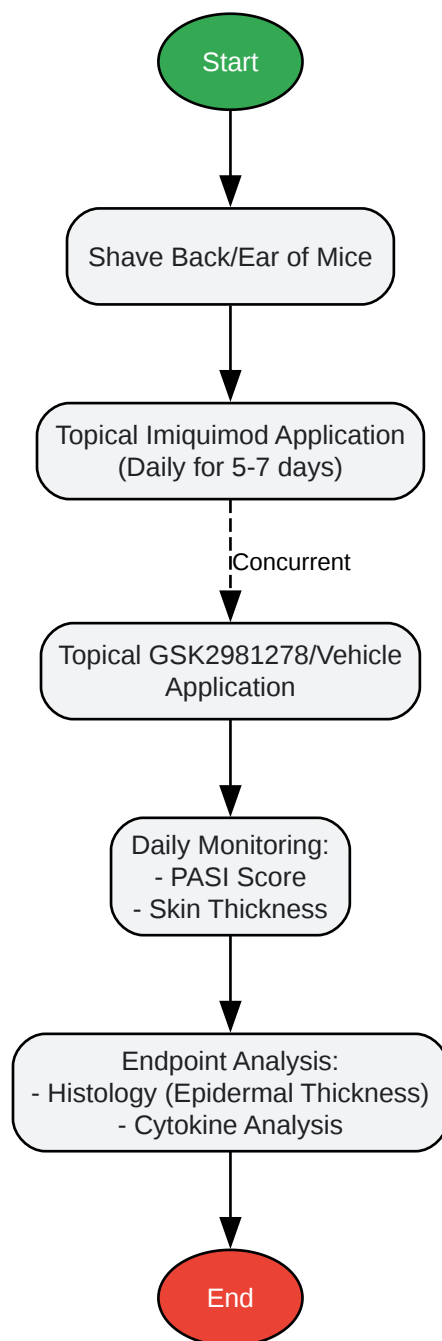 Start
Shave Back/Ear of Mice
Topical Imiquimod Application
(Daily for 5-7 days)
Concurrent
Topical GSK2981278/Vehicle
Application
Daily Monitoring:
- PASI Score
- Skin Thickness
Endpoint Analysis:
- Histology (Epidermal Thickness)
- Cytokine Analysis
End